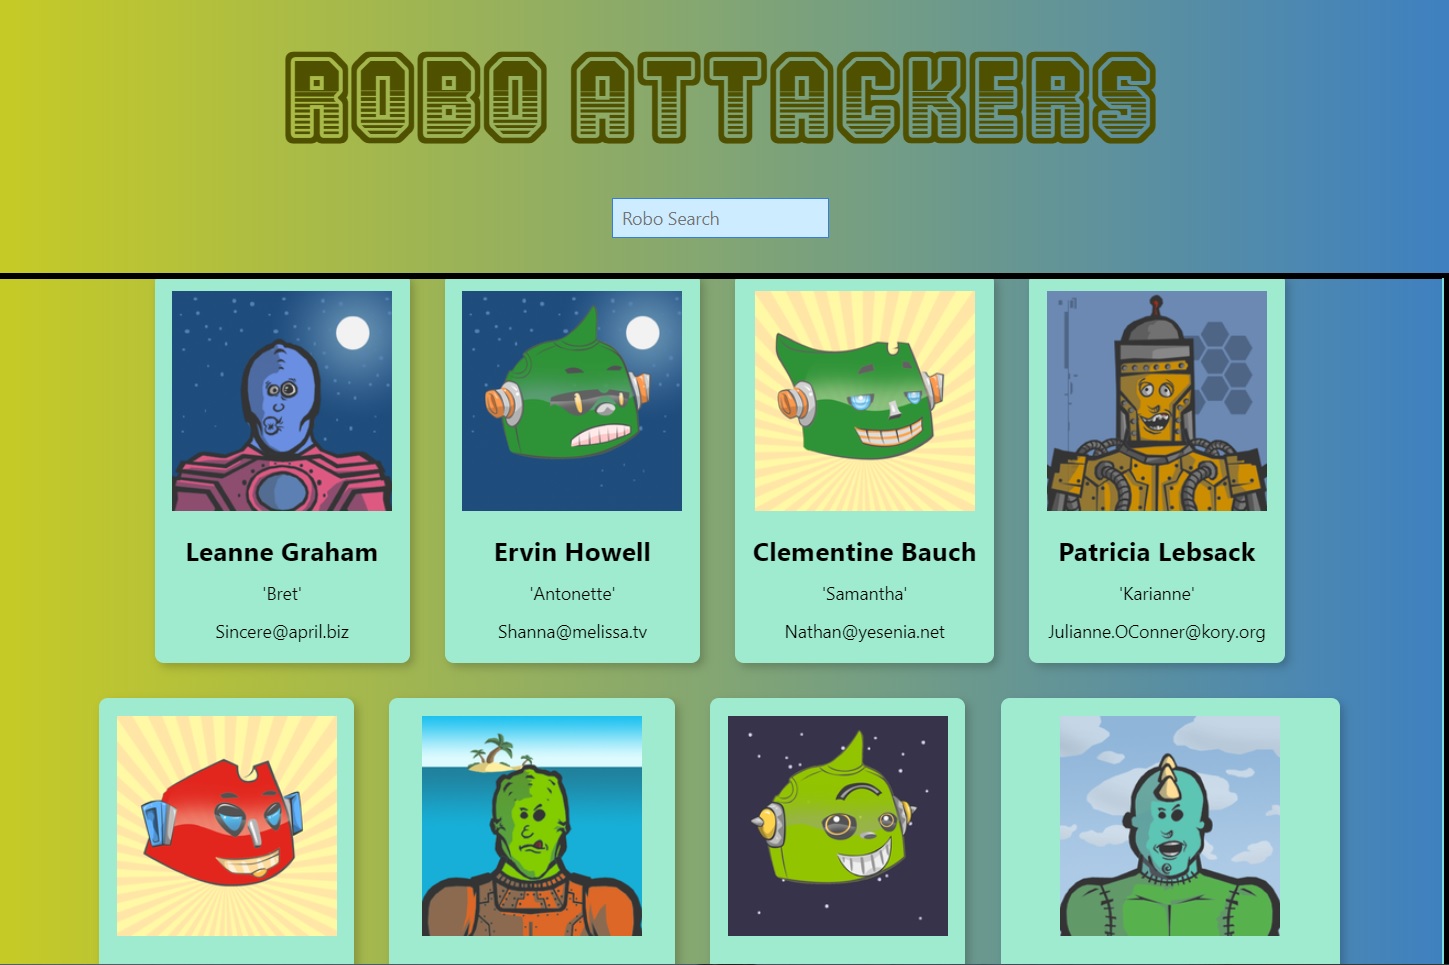 ROBO ATTACKERS
Robo Search
Leanne Graham
'Bret'
Sincere@april.biz
Ervin Howell
'Antonette'
Shanna@melissa.tv
Clementine Bauch
'Samantha'
Nathan@yesenia.net
Patricia Lebsack
'Karianne'
Julianne.OConner@kory.org